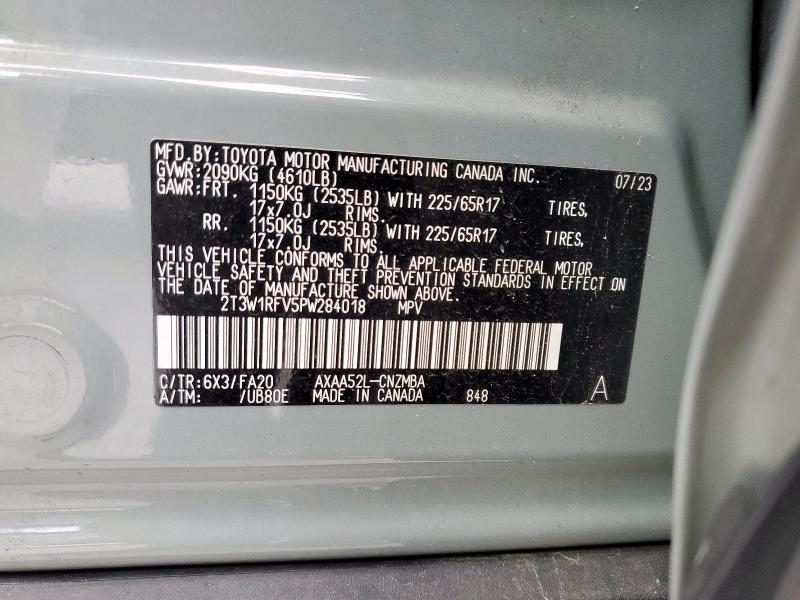 MFD.BY:TOYOTA MOTOR MANUFACTURING CANADA INC. 07/23
GVWR:2090KG (4610LB)
GAWR:FRT. 1150KG (2535LB) WITH 225/65R17 TIRES,
17x7.0J RIMS.
RR. 1150KG (2535LB) WITH 225/65R17 TIRES,
17x7.0J RIMS.
THIS VEHICLE CONFORMS TO ALL APPLICABLE FEDERAL MOTOR
VEHICLE SAFETY AND THEFT PREVENTION STANDARDS IN EFFECT ON
THE DATE OF MANUFACTURE SHOWN ABOVE.
2T3W1RFV5PW284018 MPV
C/TR:6X3/FA20 AXAA52L-CNZMBA
A/TM: /UB80E MADE IN CANADA 848 A